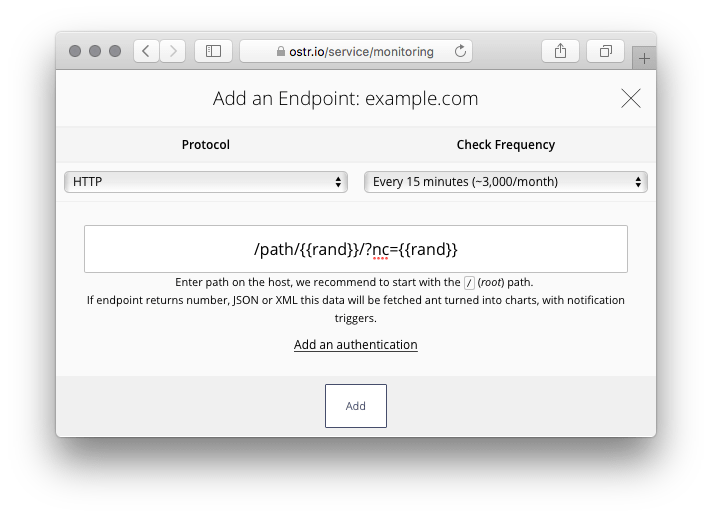 ostr.io/service/monitoring
Add an Endpoint: example.com
Protocol
Check Frequency
HTTP
Every 15 minutes (~3,000/month)
/path/{{rand}}/?nc={{rand}}
Enter path on the host, we recommend to start with the / (root) path.
If endpoint returns number, JSON or XML this data will be fetched ant turned into charts, with notification
triggers.
Add an authentication
Add